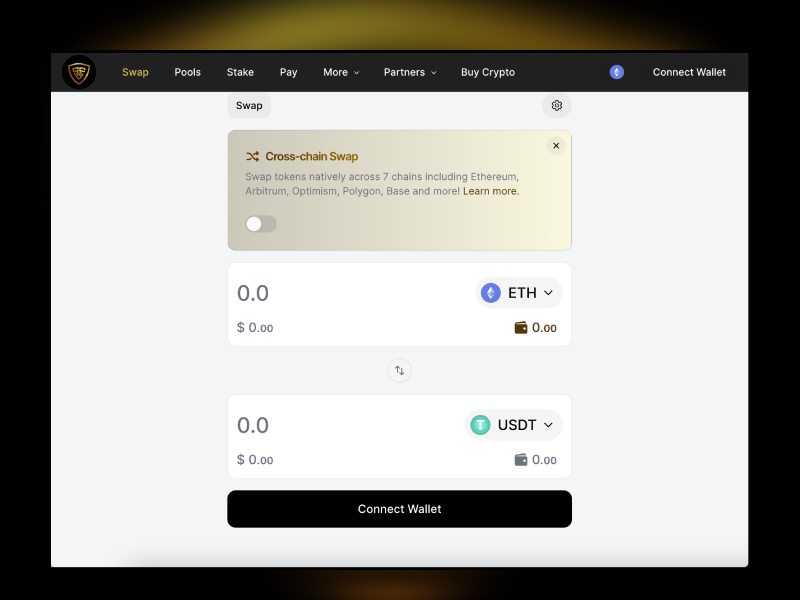 Swap
Pools
Stake
Pay
More
Partners
Buy Crypto
Connect Wallet
Swap
Cross-chain Swap
Swap tokens natively across 7 chains including Ethereum,
Arbitrum, Optimism, Polygon, Base and more! Learn more.
0.0
ETH
$ 0.00
0.00
0.0
USDT
$ 0.00
0.00
Connect Wallet